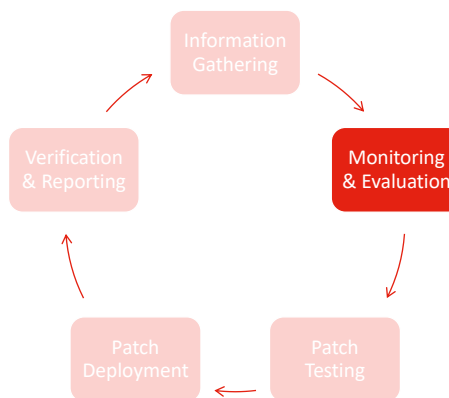 Information
Gathering
Monitoring
& Evaluation
Patch
Testing
Patch
Deployment
Verification
& Reporting